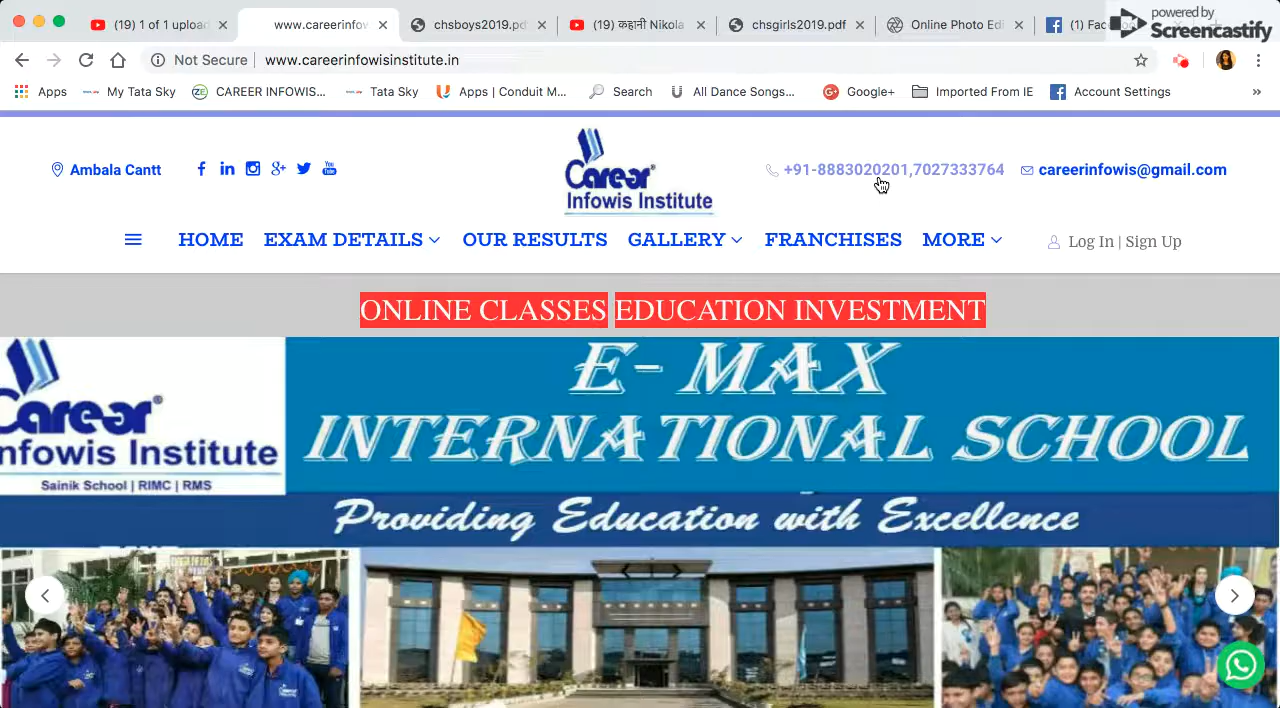 (19) 1 of 1 upload
www.careerinfow
chsboys2019.pd
(19) कहानी Nikola
chsgirls2019.pdf
Online Photo Edi
(1) Fac
powered by
Screencastify
Not Secure
www.careerinfowisinstitute.in
Apps
My Tata Sky
CAREER INFOWIS...
Tata Sky
Apps | Conduit M...
Search
All Dance Songs...
Google+
Imported From IE
Account Settings
»
Ambala Cantt
+91-8883020201,7027333764
careerinfowis@gmail.com
Career
Infowis Institute
HOME
EXAM DETAILS
OUR RESULTS
GALLERY
FRANCHISES
MORE
Log In | Sign Up
ONLINE CLASSES EDUCATION INVESTMENT
Career®
Infowis Institute
Sainik School | RIMC | RMS
E- MAX
INTERNATIONAL SCHOOL
Providing Education with Excellence